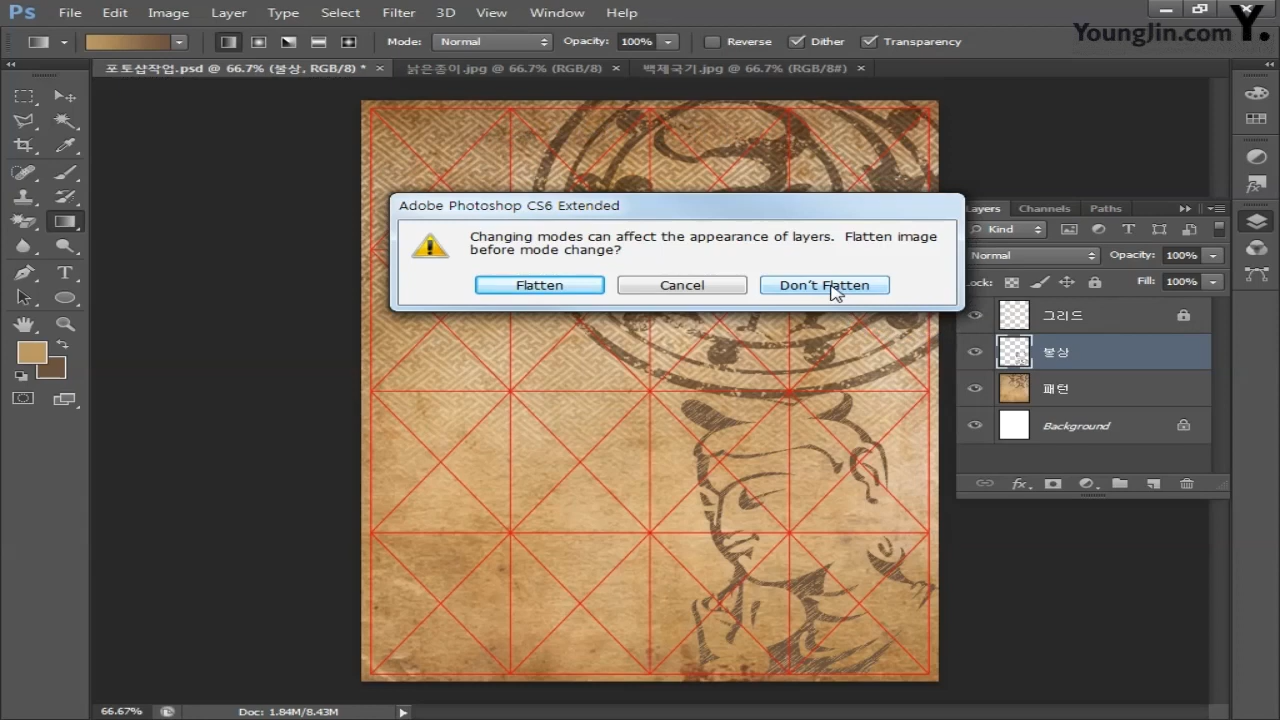 Ps File Edit Image Layer Type Select Filter 3D View Window Help
YoungJin.com Y.
Mode: Normal Opacity: 100% Reverse Dither Transparency
포토샵작업.psd @ 66.7% (불상, RGB/8) * × 낡은종이.jpg @ 66.7% (RGB/8) × 백제국기.jpg @ 66.7% (RGB/8#) ×
Adobe Photoshop CS6 Extended
Changing modes can affect the appearance of layers. Flatten image
before mode change?
Flatten Cancel Don't Flatten
Layers Channels Paths
Kind
Normal Opacity: 100%
Lock: Fill: 100%
그리드
불상
패턴
Background
66.67% Doc: 1.84M/8.43M